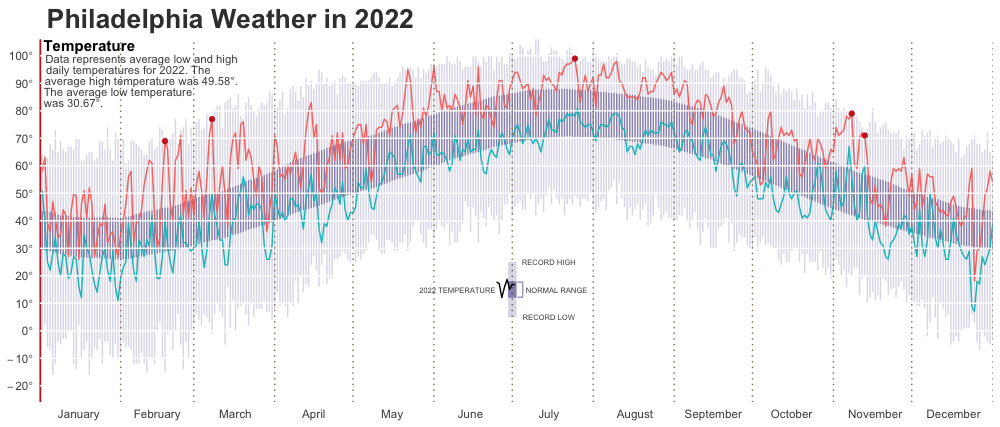 Philadelphia Weather in 2022
Temperature
Data represents average low and high
daily temperatures for 2022. The
average high temperature was 49.58°.
The average low temperature
was 30.67°.
100°
90°
80°
70°
60°
50°
40°
30°
20°
10°
0°
– 10°
– 20°
RECORD HIGH
2022 TEMPERATURE NORMAL RANGE
RECORD LOW
January February March April May June July August September October November December